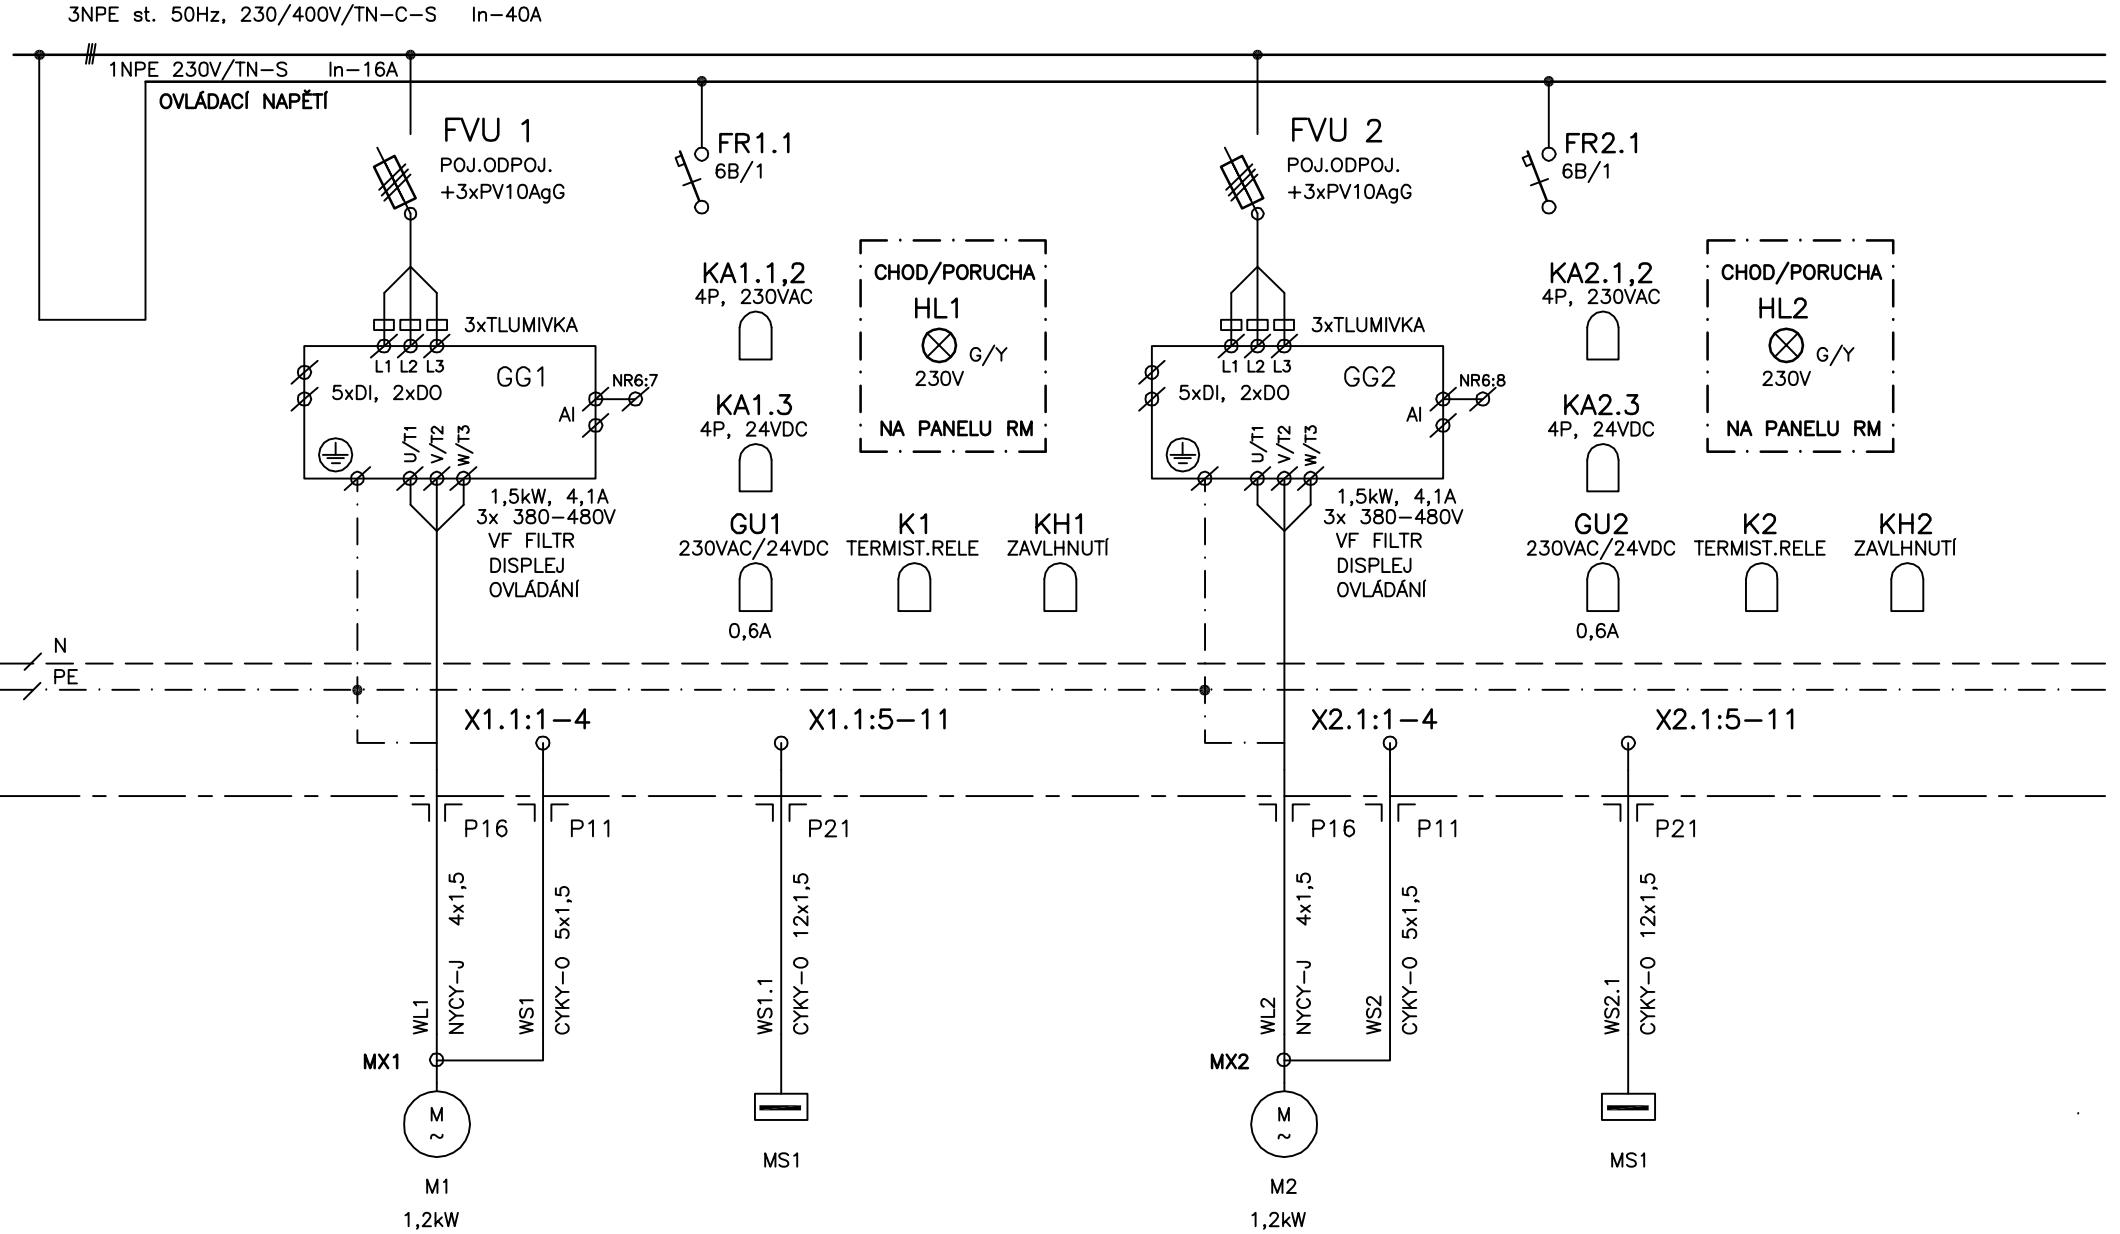 3NPE st. 50Hz, 230/400V/TN-C-S In-40A
1NPE 230V/TN-S In-16A
OVLÁDACÍ NAPĚTÍ
FVU 1
POJ.ODPOJ.
+3xPV10AgG
FR1.1
6B/1
FVU 2
POJ.ODPOJ.
+3xPV10AgG
FR2.1
6B/1
KA1.1,2
4P, 230VAC
CHOD/PORUCHA
HL1
G/Y
230V
NA PANELU RM
KA2.1,2
4P, 230VAC
CHOD/PORUCHA
HL2
G/Y
230V
NA PANELU RM
3xTLUMIVKA
L1 L2 L3
GG1
5xDI, 2xDO
NR6:7
AI
U/T1
V/T2
W/T3
1,5kW, 4,1A
3x 380-480V
VF FILTR
DISPLEJ
OVLÁDÁNÍ
KA1.3
4P, 24VDC
GU1
230VAC/24VDC
0,6A
K1
TERMIST.RELE
KH1
ZAVLHNUTÍ
3xTLUMIVKA
L1 L2 L3
GG2
5xDI, 2xDO
NR6:8
AI
U/T1
V/T2
W/T3
1,5kW, 4,1A
3x 380-480V
VF FILTR
DISPLEJ
OVLÁDÁNÍ
KA2.3
4P, 24VDC
GU2
230VAC/24VDC
0,6A
K2
TERMIST.RELE
KH2
ZAVLHNUTÍ
N
PE
X1.1:1-4
X1.1:5-11
X2.1:1-4
X2.1:5-11
P16
P11
P21
P16
P11
P21
WL1
NYCY-J 4x1,5
WS1
CYKY-O 5x1,5
WS1.1
CYKY-O 12x1,5
WL2
NYCY-J 4x1,5
WS2
CYKY-O 5x1,5
WS2.1
CYKY-O 12x1,5
MX1
MX2
M
~
M
~
MS1
MS1
M1
1,2kW
M2
1,2kW